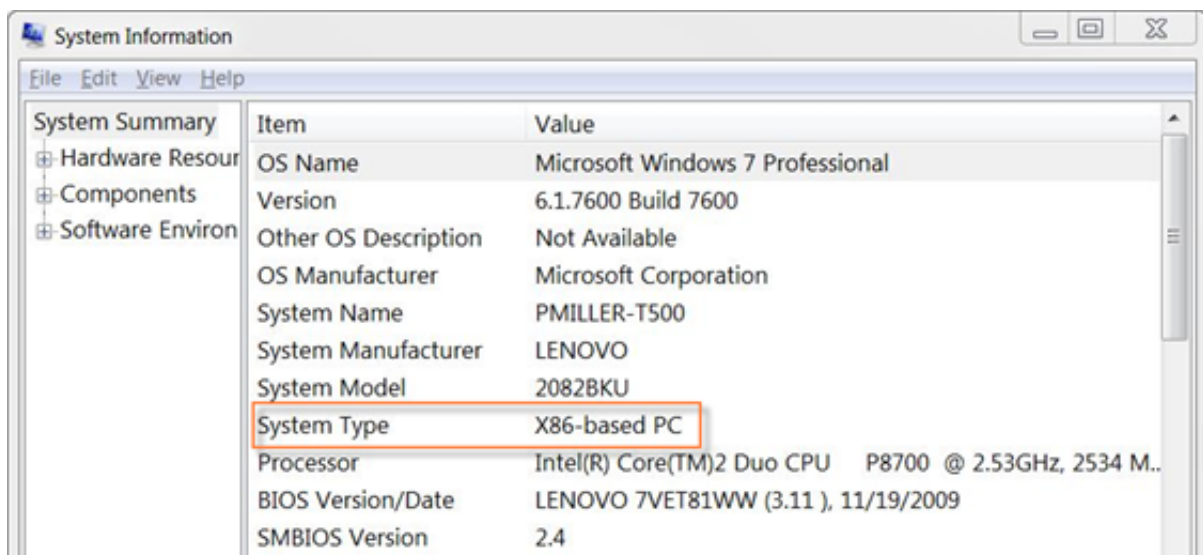 System Information
File Edit View Help
System Summary
Hardware Resour
Components
Software Environ
Item Value
OS Name Microsoft Windows 7 Professional
Version 6.1.7600 Build 7600
Other OS Description Not Available
OS Manufacturer Microsoft Corporation
System Name PMILLER-T500
System Manufacturer LENOVO
System Model 2082BKU
System Type X86-based PC
Processor Intel(R) Core(TM)2 Duo CPU P8700 @ 2.53GHz, 2534 M..
BIOS Version/Date LENOVO 7VET81WW (3.11 ), 11/19/2009
SMBIOS Version 2.4